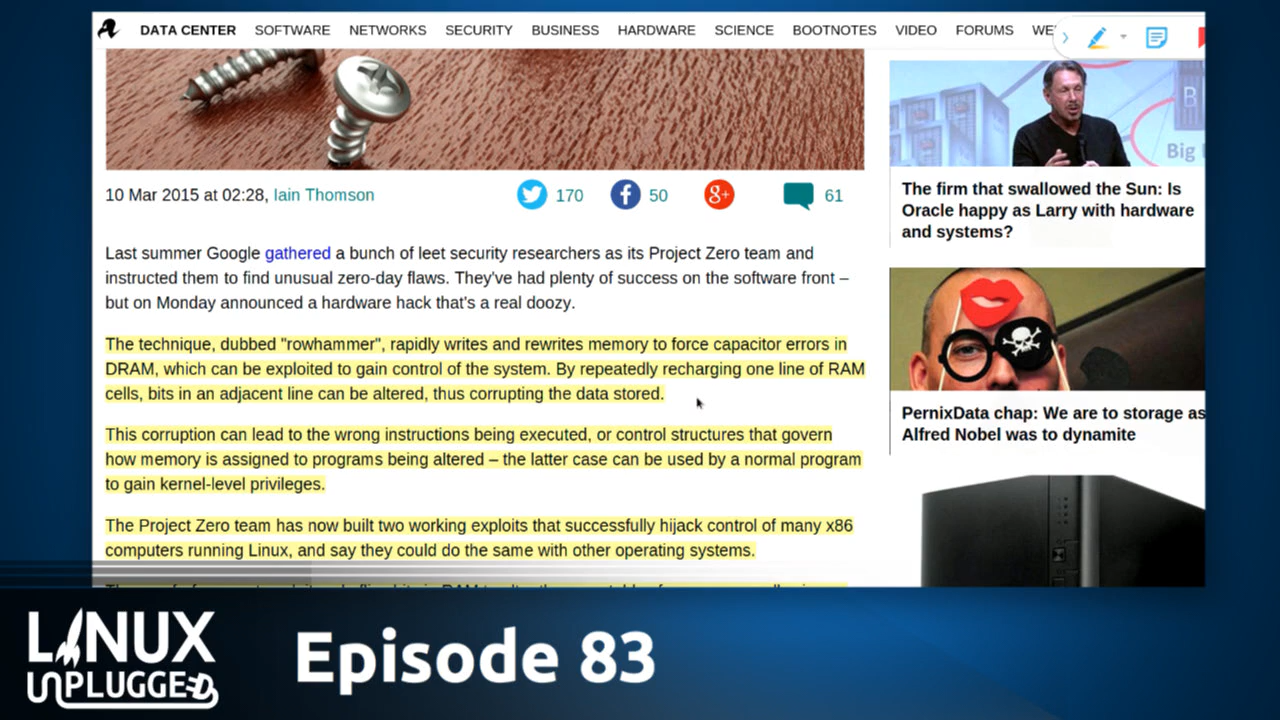 DATA CENTER SOFTWARE NETWORKS SECURITY BUSINESS HARDWARE SCIENCE BOOTNOTES VIDEO FORUMS
10 Mar 2015 at 02:28, Iain Thomson
170 50 g+ 61
Last summer Google gathered a bunch of leet security researchers as its Project Zero team and
instructed them to find unusual zero-day flaws. They've had plenty of success on the software front –
but on Monday announced a hardware hack that's a real doozy.
The technique, dubbed "rowhammer", rapidly writes and rewrites memory to force capacitor errors in
DRAM, which can be exploited to gain control of the system. By repeatedly recharging one line of RAM
cells, bits in an adjacent line can be altered, thus corrupting the data stored.
This corruption can lead to the wrong instructions being executed, or control structures that govern
how memory is assigned to programs being altered – the latter case can be used by a normal program
to gain kernel-level privileges.
The Project Zero team has now built two working exploits that successfully hijack control of many x86
computers running Linux, and say they could do the same with other operating systems.
Big
The firm that swallowed the Sun: Is
Oracle happy as Larry with hardware
and systems?
PernixData chap: We are to storage as
Alfred Nobel was to dynamite
LINUX
UNPLUGGED
Episode 83